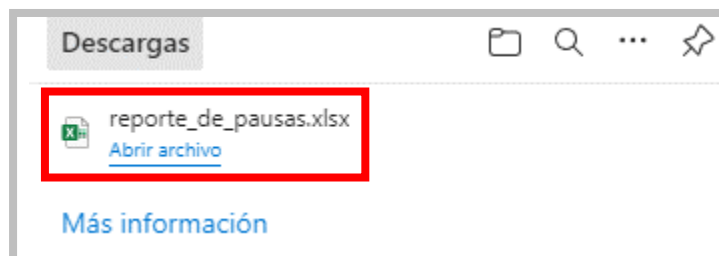 Descargas
reporte_de_pausas.xlsx
Abrir archivo
Más información